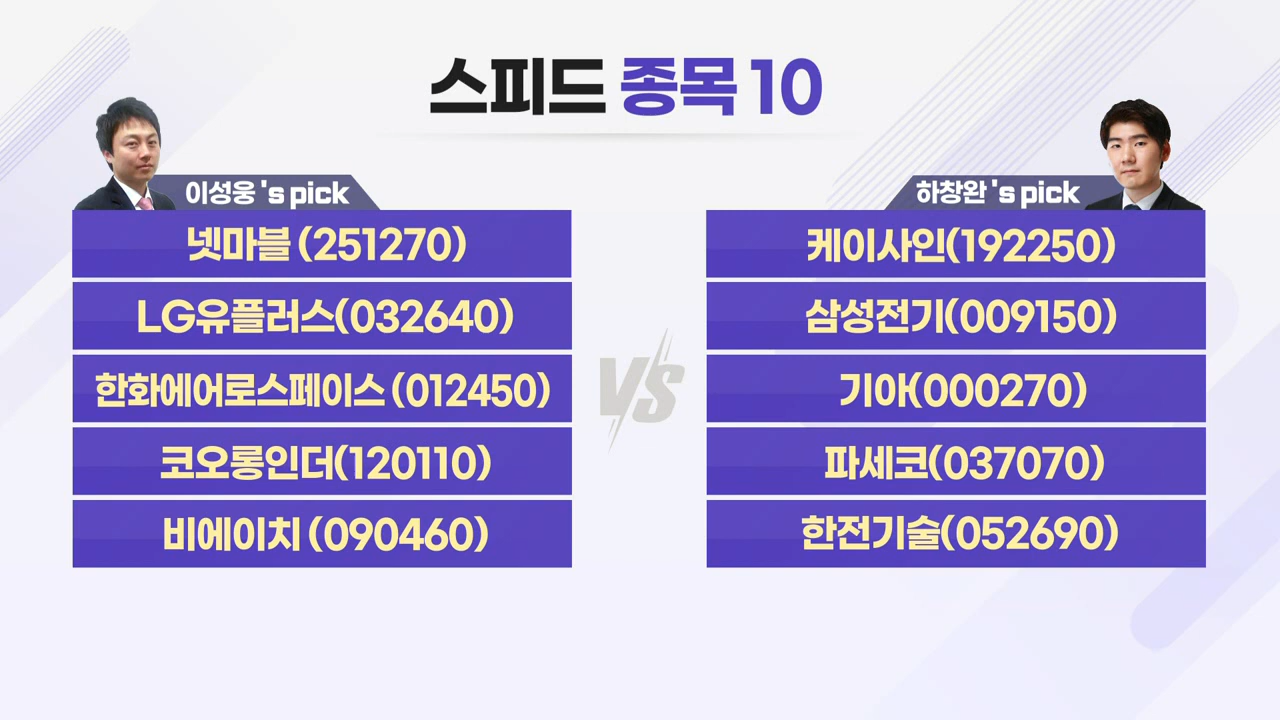 스피드 종목 10
이성웅 's pick
넷마블 (251270)
LG유플러스(032640)
한화에어로스페이스 (012450)
코오롱인더(120110)
비에이치 (090460)
VS
하창완 's pick
케이사인(192250)
삼성전기(009150)
기아(000270)
파세코(037070)
한전기술(052690)